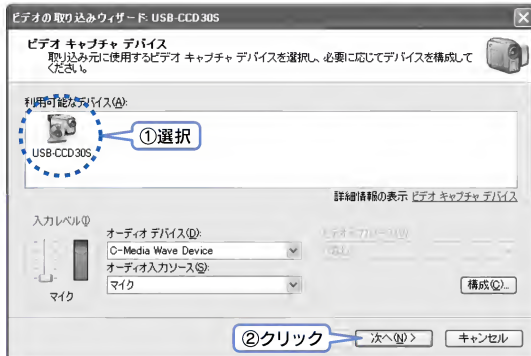 ビデオの取り込みウィザード: USB-CCD30S
ビデオ キャプチャ デバイス
取り込み元に使用するビデオ キャプチャ デバイスを選択し、必要に応じてデバイスを構成して
ください。
利用可能なデバイス(A):
①選択
USB-CCD30S
詳細情報の表示 ビデオ キャプチャ デバイス
入力レベル(I)
オーディオ デバイス(D):
C-Media Wave Device
オーディオ入力ソース(S):
マイク
マイク
構成(C)...
②クリック
次へ(N) >
キャンセル